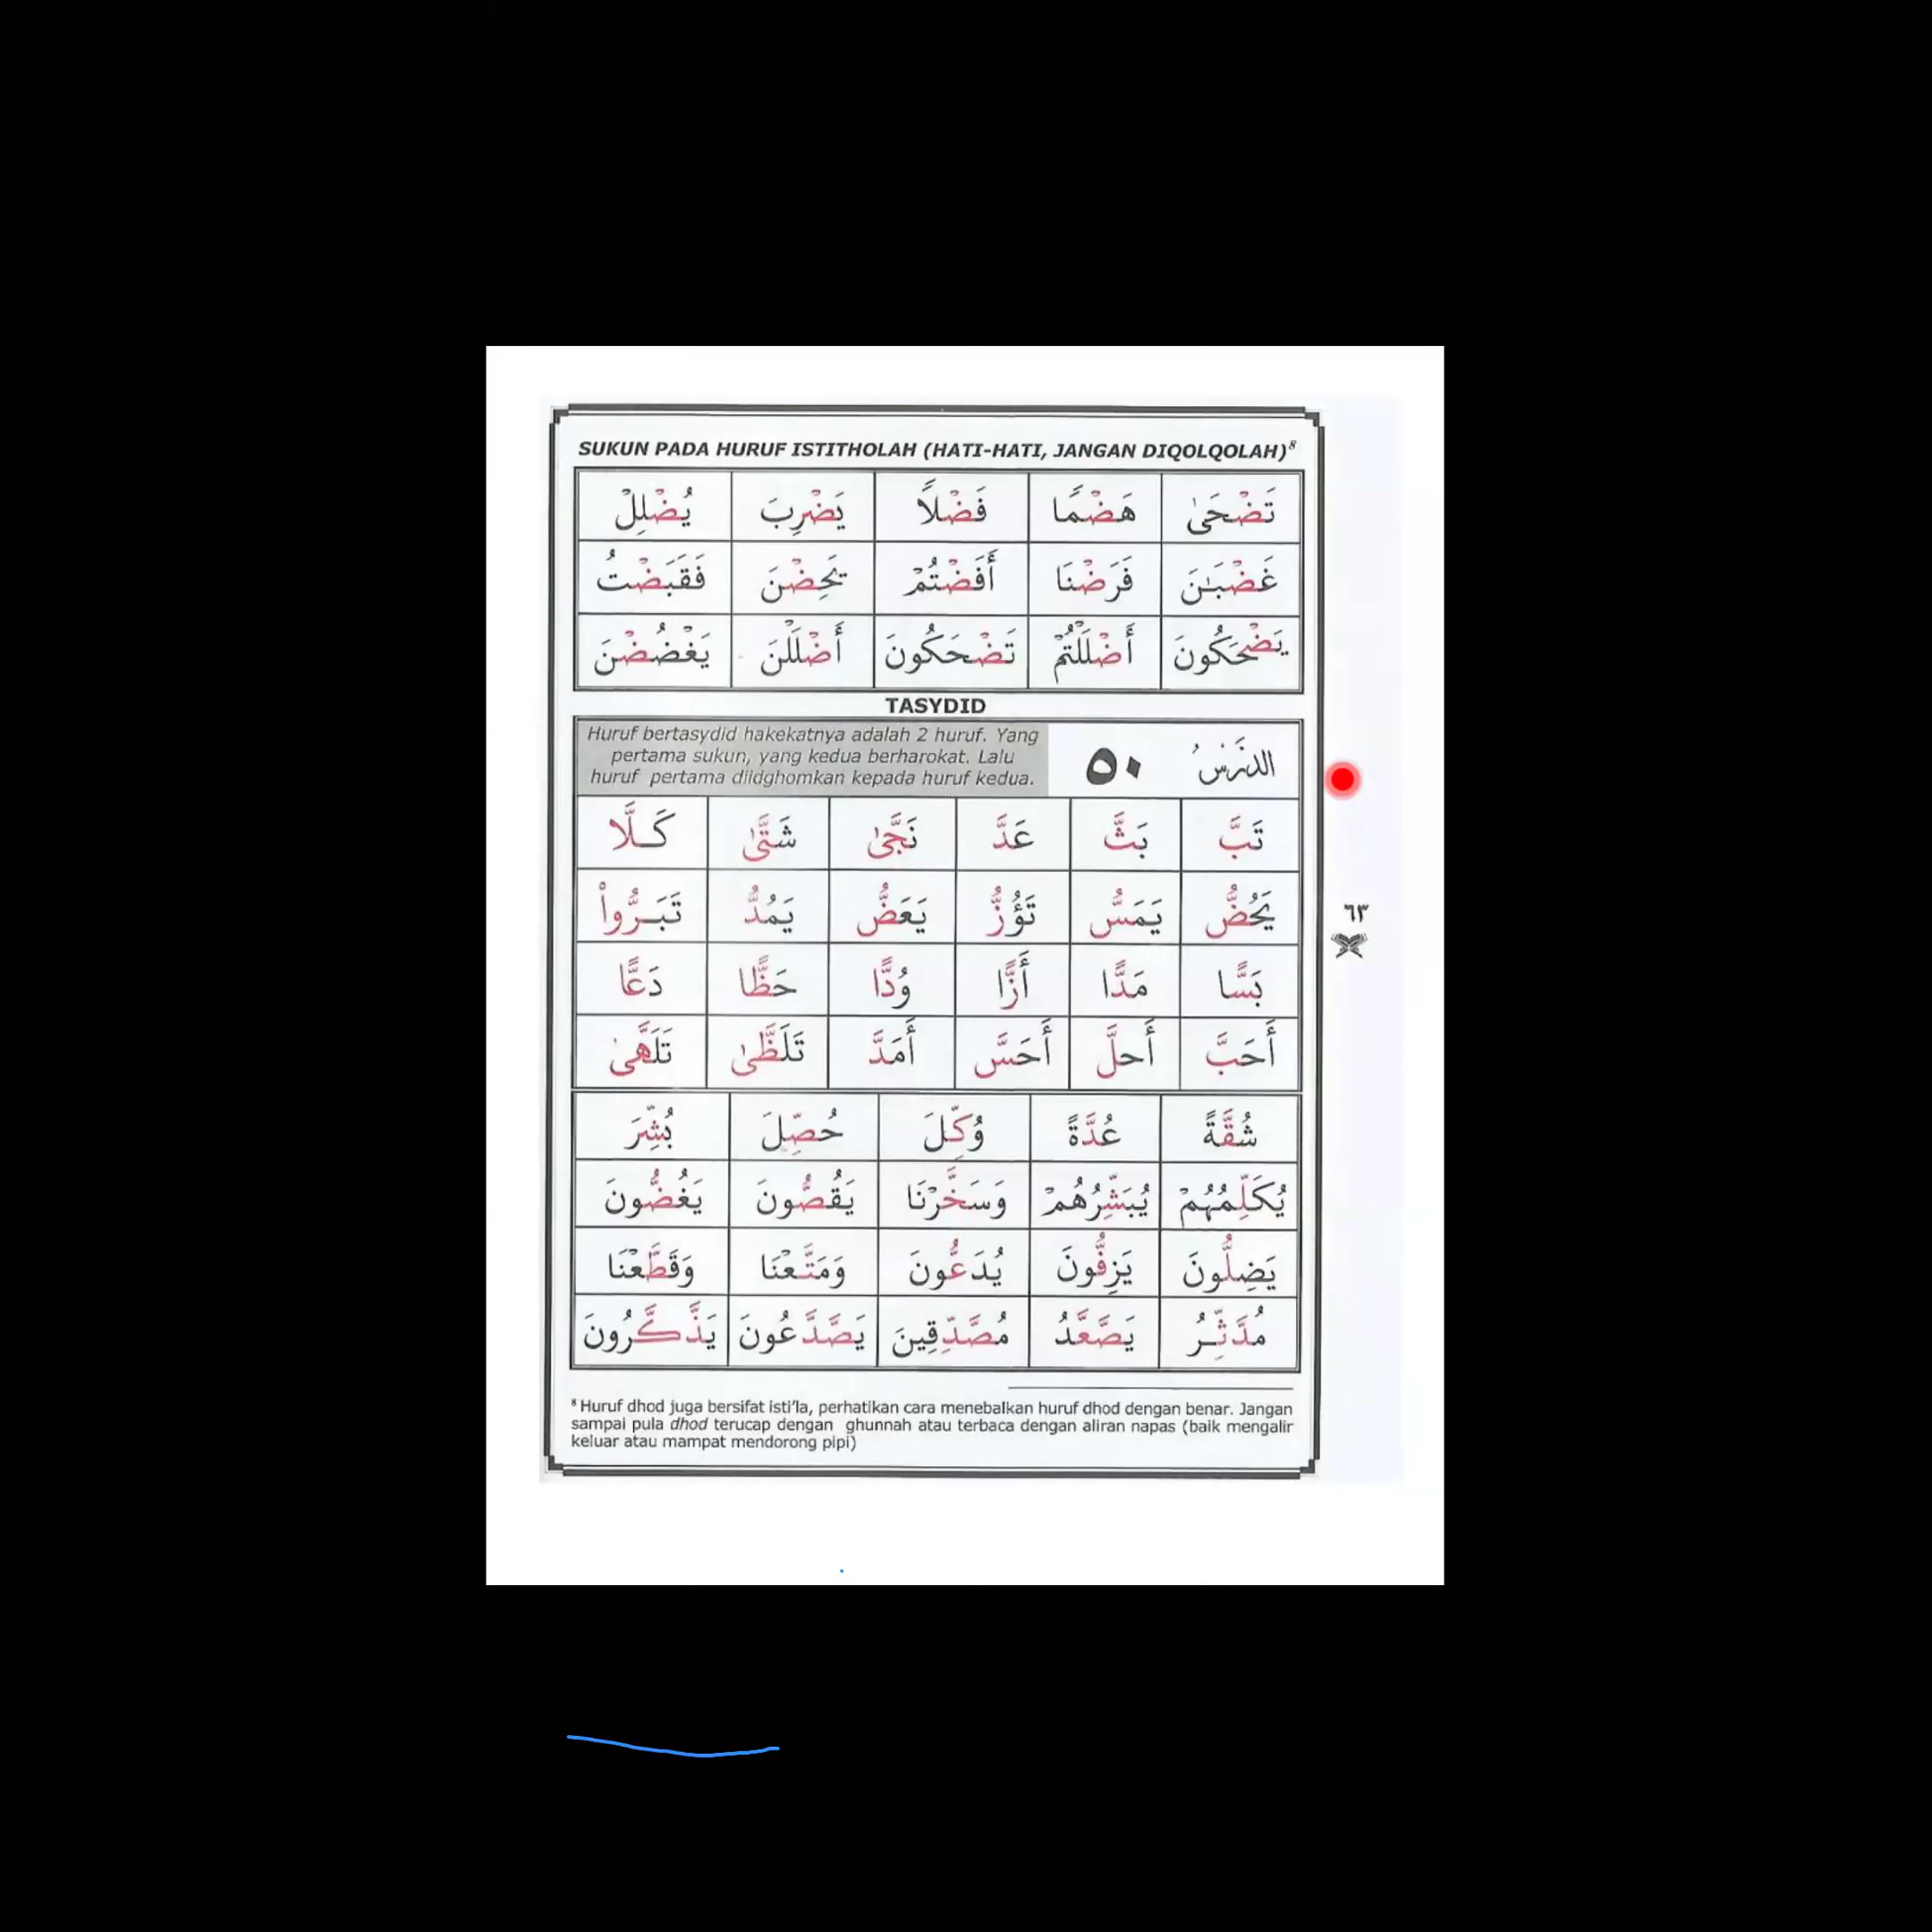 SUKUN PADA HURUF ISTITHOLAH (HATI-HATI, JANGAN DIQOLQOLAH)⁸
تَضْحَىٰ هَضْمًا فَضْلًا يَضْرِبَ يُضْلِلْ
غَضْبَـٰنَ فَرَضْنَا أَفَضْتُمْ يَحِضْنَ فَقَبَضْتُ
يَضْحَكُونَ أَضْلَلْتُمْ تَضْحَكُونَ أَضْلَلْنَ يَغْضُضْنَ
TASYDID
الدَّرْسُ ٥٠
Huruf bertasydid hakekatnya adalah 2 huruf. Yang
pertama sukun, yang kedua berharokat. Lalu
huruf pertama diidghomkan kepada huruf kedua.
تَبَّ بَثَّ عَدَّ نَجَّىٰ شَتَّىٰ كَلَّا
يَحُضُّ يَمَسُّ تَؤُزُّ يَعَضُّ يَمُدُّ تَبَرُّواْ
بَسًّا مَدًّا أَزًّا وُدًّا حَظًّا دَعًّا
أَحَبَّ أَحلَّ أَحَسَّ أَمَدَّ تَلَظَّىٰ تَلَهَّىٰ
شُقَّةً عُدَّةً وُكِّلَ حُصِّلَ بُشِّرَ
يُكَلِّمُهُمْ يُبَشِّرُهُمْ وَسَخَّرْنَا يَقُصُّونَ يَغُضُّونَ
يَضِلُّونَ يَزِفُّونَ يُدَعُّونَ وَمَتَّعْنَا وَقَطَّعْنَا
مُدَّثِّرُ يَصَّعَّدُ مُصَّدِّقِينَ يَصَّدَّعُونَ يَذَّكَّرُونَ
٦٣
⁸ Huruf dhod juga bersifat isti'la, perhatikan cara menebalkan huruf dhod dengan benar. Jangan
sampai pula dhod terucap dengan ghunnah atau terbaca dengan aliran napas (baik mengalir
keluar atau mampat mendorong pipi)